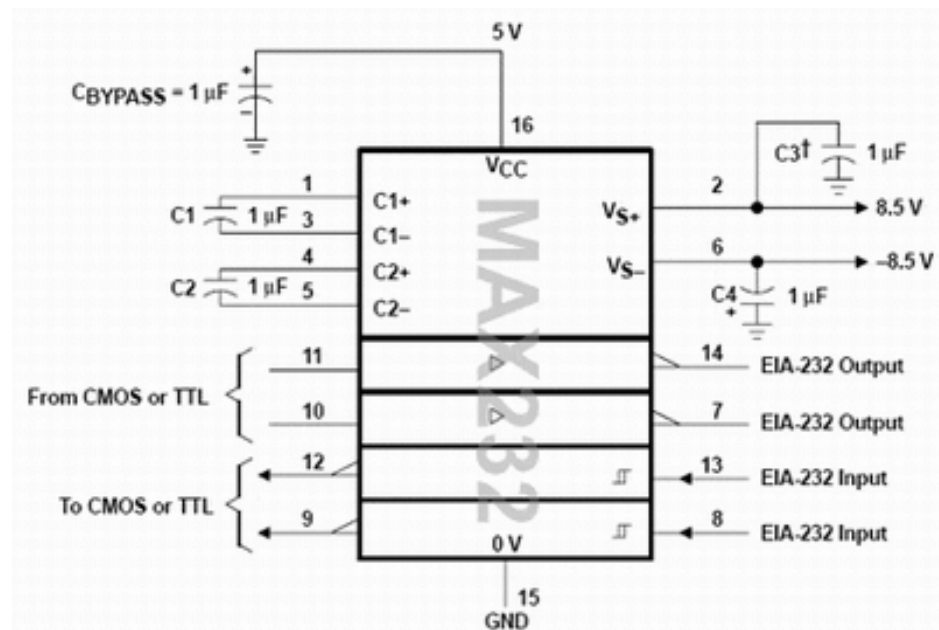 5 V
CBYPASS = 1 µF
+
−
16
VCC
C3† 1 µF
1
C1+
C1 1 µF
3
C1−
2
VS+
8.5 V
4
C2+
C2 1 µF
5
C2−
6
VS−
−8.5 V
C4 1 µF
+
MAX232
11
14
EIA-232 Output
From CMOS or TTL
10
7
EIA-232 Output
12
13
EIA-232 Input
To CMOS or TTL
9
8
EIA-232 Input
0 V
15
GND